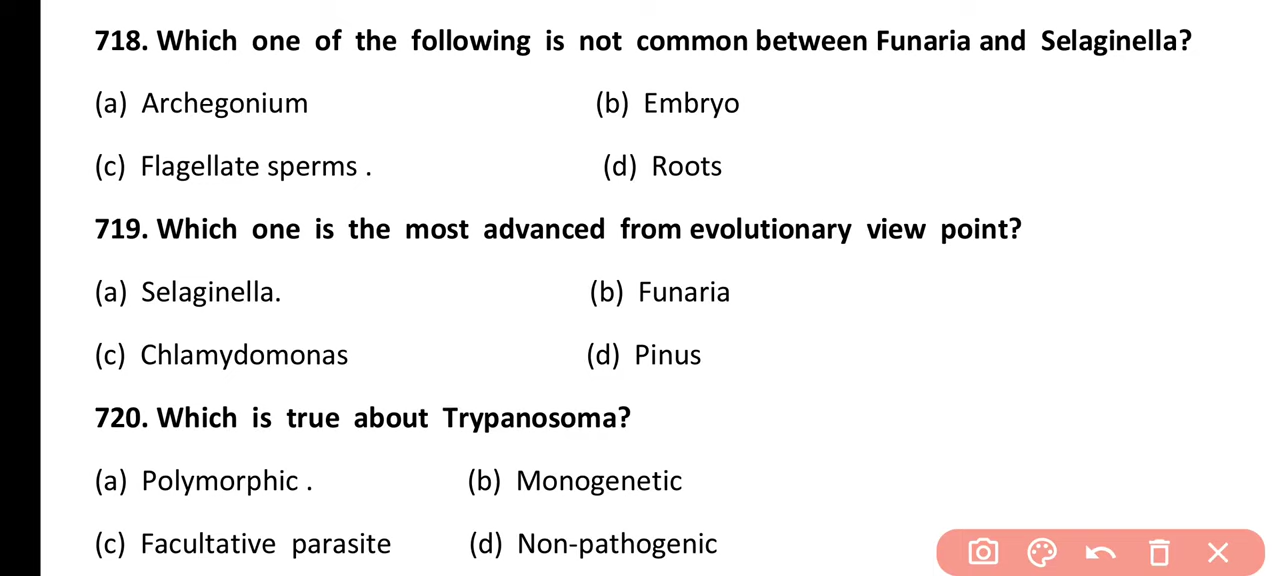 718. Which one of the following is not common between Funaria and Selaginella?
(a) Archegonium (b) Embryo
(c) Flagellate sperms . (d) Roots
719. Which one is the most advanced from evolutionary view point?
(a) Selaginella. (b) Funaria
(c) Chlamydomonas (d) Pinus
720. Which is true about Trypanosoma?
(a) Polymorphic . (b) Monogenetic
(c) Facultative parasite (d) Non-pathogenic